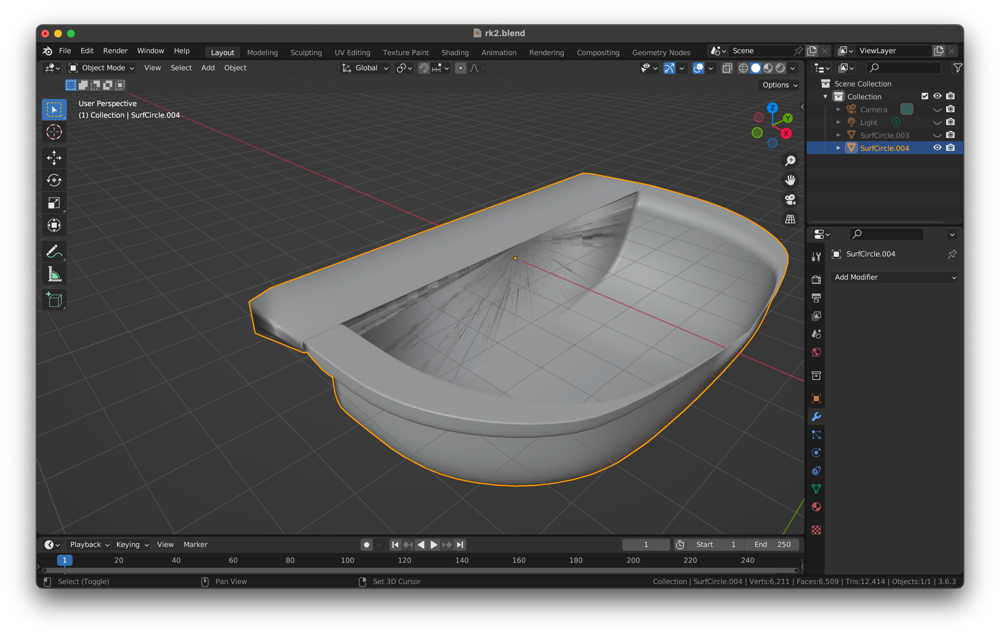 rk2.blend
File Edit Render Window Help Layout Modeling Sculpting UV Editing Texture Paint Shading Animation Rendering Compositing Geometry Nodes Scene ViewLayer
Object Mode View Select Add Object Global
Options
User Perspective
(1) Collection | SurfCircle.004
Z
Y
X
Scene Collection
Collection
Camera
Light
SurfCircle.003
SurfCircle.004
SurfCircle.004
Add Modifier
Playback Keying View Marker 1 Start 1 End 250
1 20 40 60 80 100 120 140 160 180 200 220 240
Select (Toggle) Pan View Set 3D Cursor Collection | SurfCircle.004 | Verts:6,211 | Faces:6,509 | Tris:12,414 | Objects:1/1 | 3.6.3